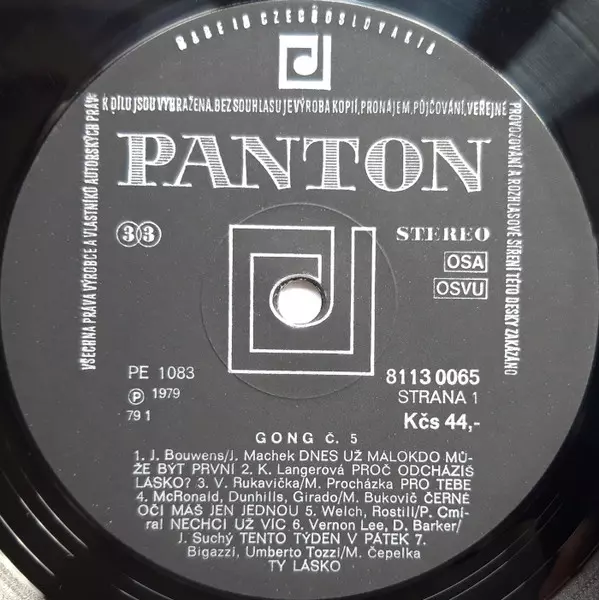 MADE IN CZECHOSLOVAKIA
VŠECHNA PRÁVA VÝROBCE A VLASTNÍKŮ AUTORSKÝCH PRÁV
K DÍLU JSOU VYHRAŽENA. BEZ SOUHLASU JE VÝROBA KOPIÍ, PRONÁJEM, PŮJČOVÁNÍ, VEŘEJNÉ
PROVOZOVÁNÍ A ROZHLASOVÉ ŠÍŘENÍ TÉTO DESKY ZAKÁZÁNO
PANTON
33
STEREO
OSA
OSVU
PE 1083
Ⓟ 1979
79 1
8113 0065
STRANA 1
Kčs 44,-
GONG Č. 5
1. J. Bouwens/J. Machek DNES UŽ MÁLOKDO MŮ-
ŽE BÝT PRVNÍ 2. K. Langerová PROČ ODCHÁZÍŠ
LÁSKO? 3. V. Rukavička/M. Procházka PRO TEBE
4. McRonald, Dunhills, Girado/M. Bukovič ČERNÉ
OČI MÁŠ JEN JEDNOU 5. Welch, Rostill/P. Cmí-
ral NECHCI UŽ VÍC 6. Vernon Lee, D. Barker/
J. Suchý TENTO TÝDEN V PÁTEK 7.
Bigazzi, Umberto Tozzi/M. Čepelka
TY LÁSKO